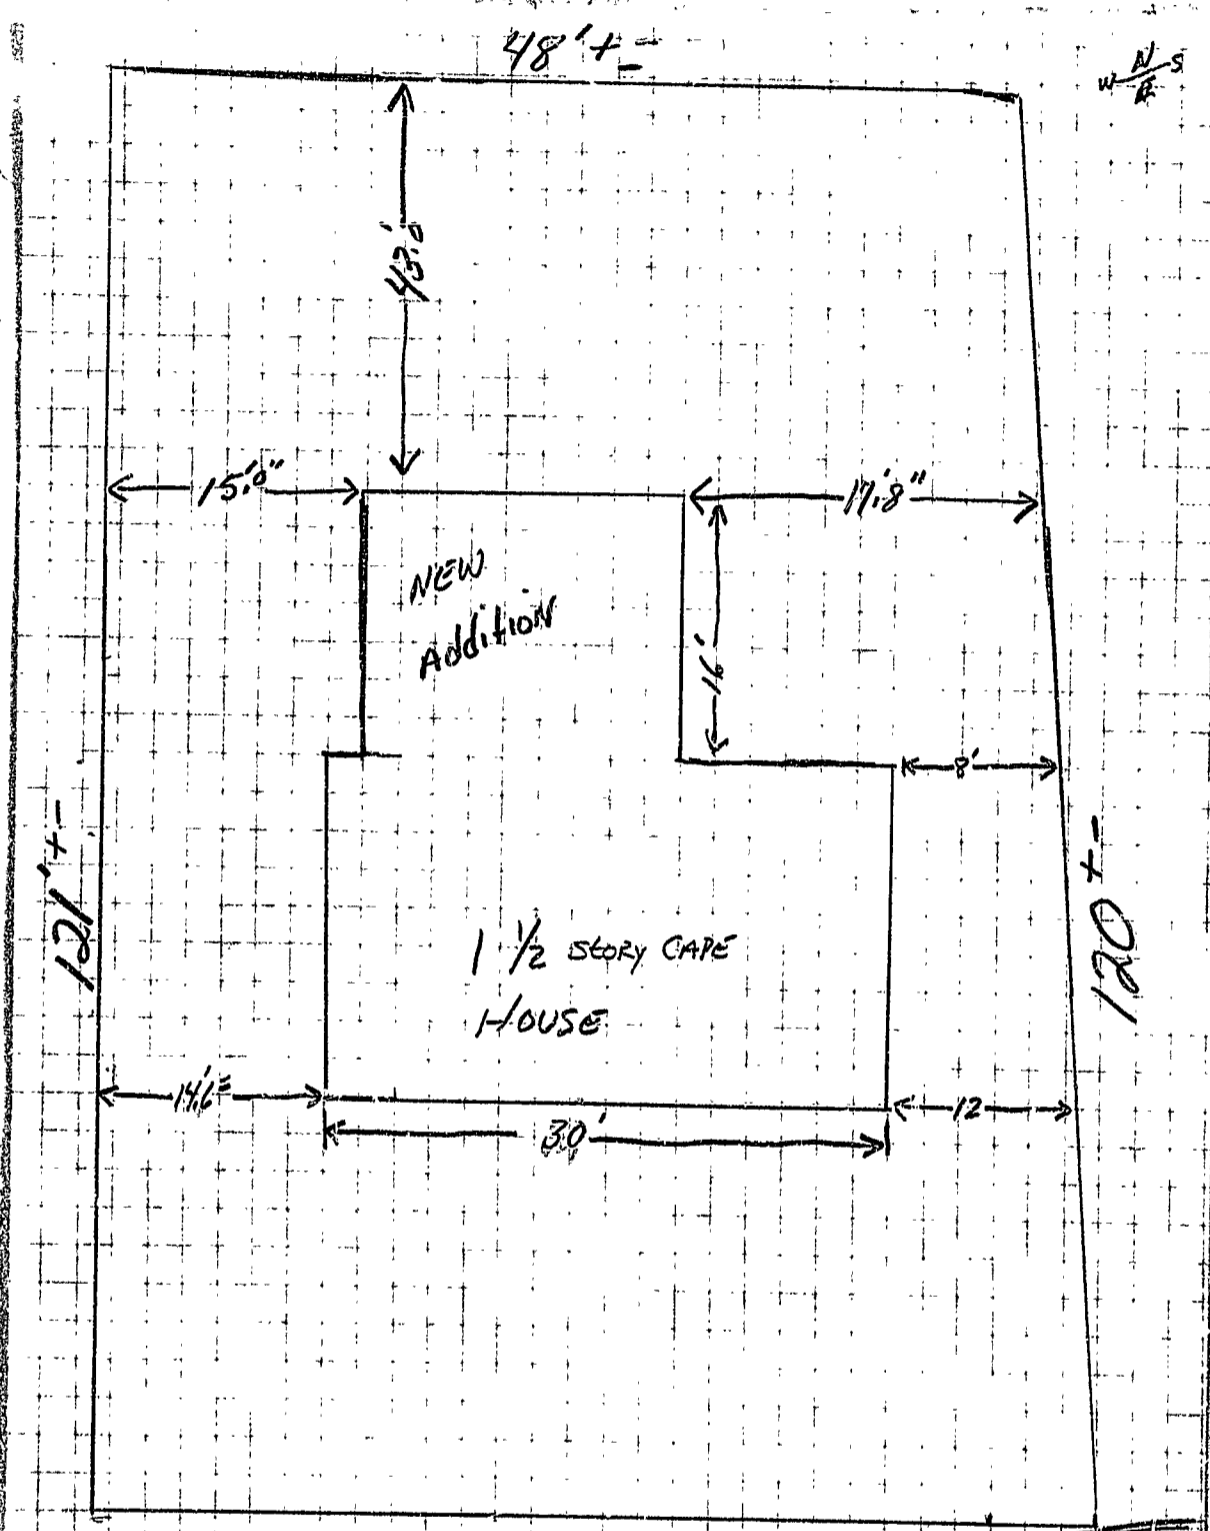 48'+-
W N S
E
43'0
15'0"
17'8"
NEW
Addition
16'
8'
121'+-
120+-
1 1/2 Story CAPE
HOUSE
14'6"
12
30'